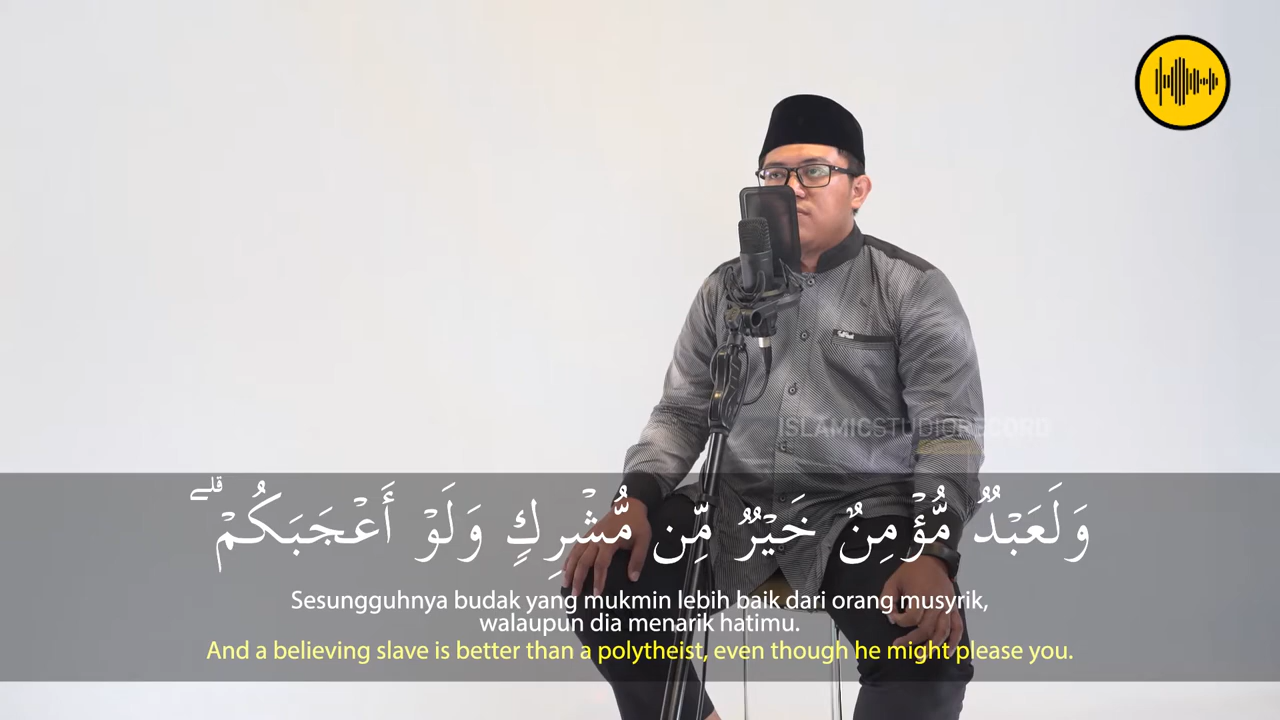 ISLAMICSTUDIORECORD
وَلَعَبْدٌ مُّؤْمِنٌ خَيْرٌ مِّن مُّشْرِكٍ وَلَوْ أَعْجَبَكُمْ ۗ
Sesungguhnya budak yang mukmin lebih baik dari orang musyrik,
walaupun dia menarik hatimu.
And a believing slave is better than a polytheist, even though he might please you.